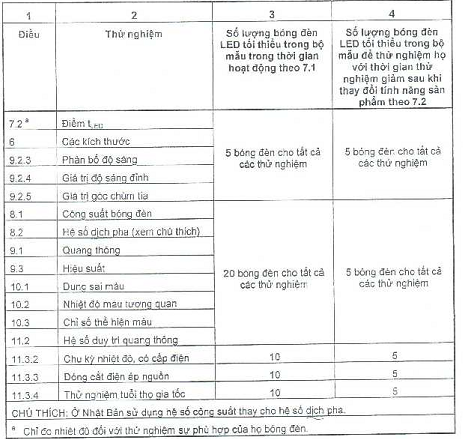 1
2
3
4
Điều
Thử nghiệm
Số lượng bóng đèn
LED tối thiểu trong bộ
mẫu trong thời gian
hoạt động theo 7.1
Số lượng bóng đèn
LED tối thiểu trong bộ
mẫu để thử nghiệm họ
với thời gian thử
nghiệm giảm sau khi
thay đổi tính năng sản
phẩm theo 7.2
7.2 a
Điểm tLED
6
Các kích thước
9.2.3
Phân bố độ sáng
9.2.4
Giá trị độ sáng đỉnh
9.2.5
Giá trị góc chùm tia
5 bóng đèn cho tất cả
các thử nghiệm
5 bóng đèn cho tất cả
các thử nghiệm
8.1
Công suất bóng đèn
8.2
Hệ số dịch pha (xem chú thích)
9.1
Quang thông
9.3
Hiệu suất
10.1
Dung sai màu
10.2
Nhiệt độ màu tương quan
10.3
Chỉ số thể hiện màu
11.2
Hệ số duy trì quang thông
20 bóng đèn cho tất cả
các thử nghiệm
5 bóng đèn cho tất cả
các thử nghiệm
11.3.2
Chu kỳ nhiệt độ, có cấp điện
10
5
11.3.3
Đóng cắt điện áp nguồn
10
5
11.3.4
Thử nghiệm tuổi thọ gia tốc
10
5
CHÚ THÍCH: Ở Nhật Bản sử dụng hệ số công suất thay cho hệ số dịch pha.
a Chỉ đo nhiệt độ đối với thử nghiệm sự phù hợp của họ bóng đèn.